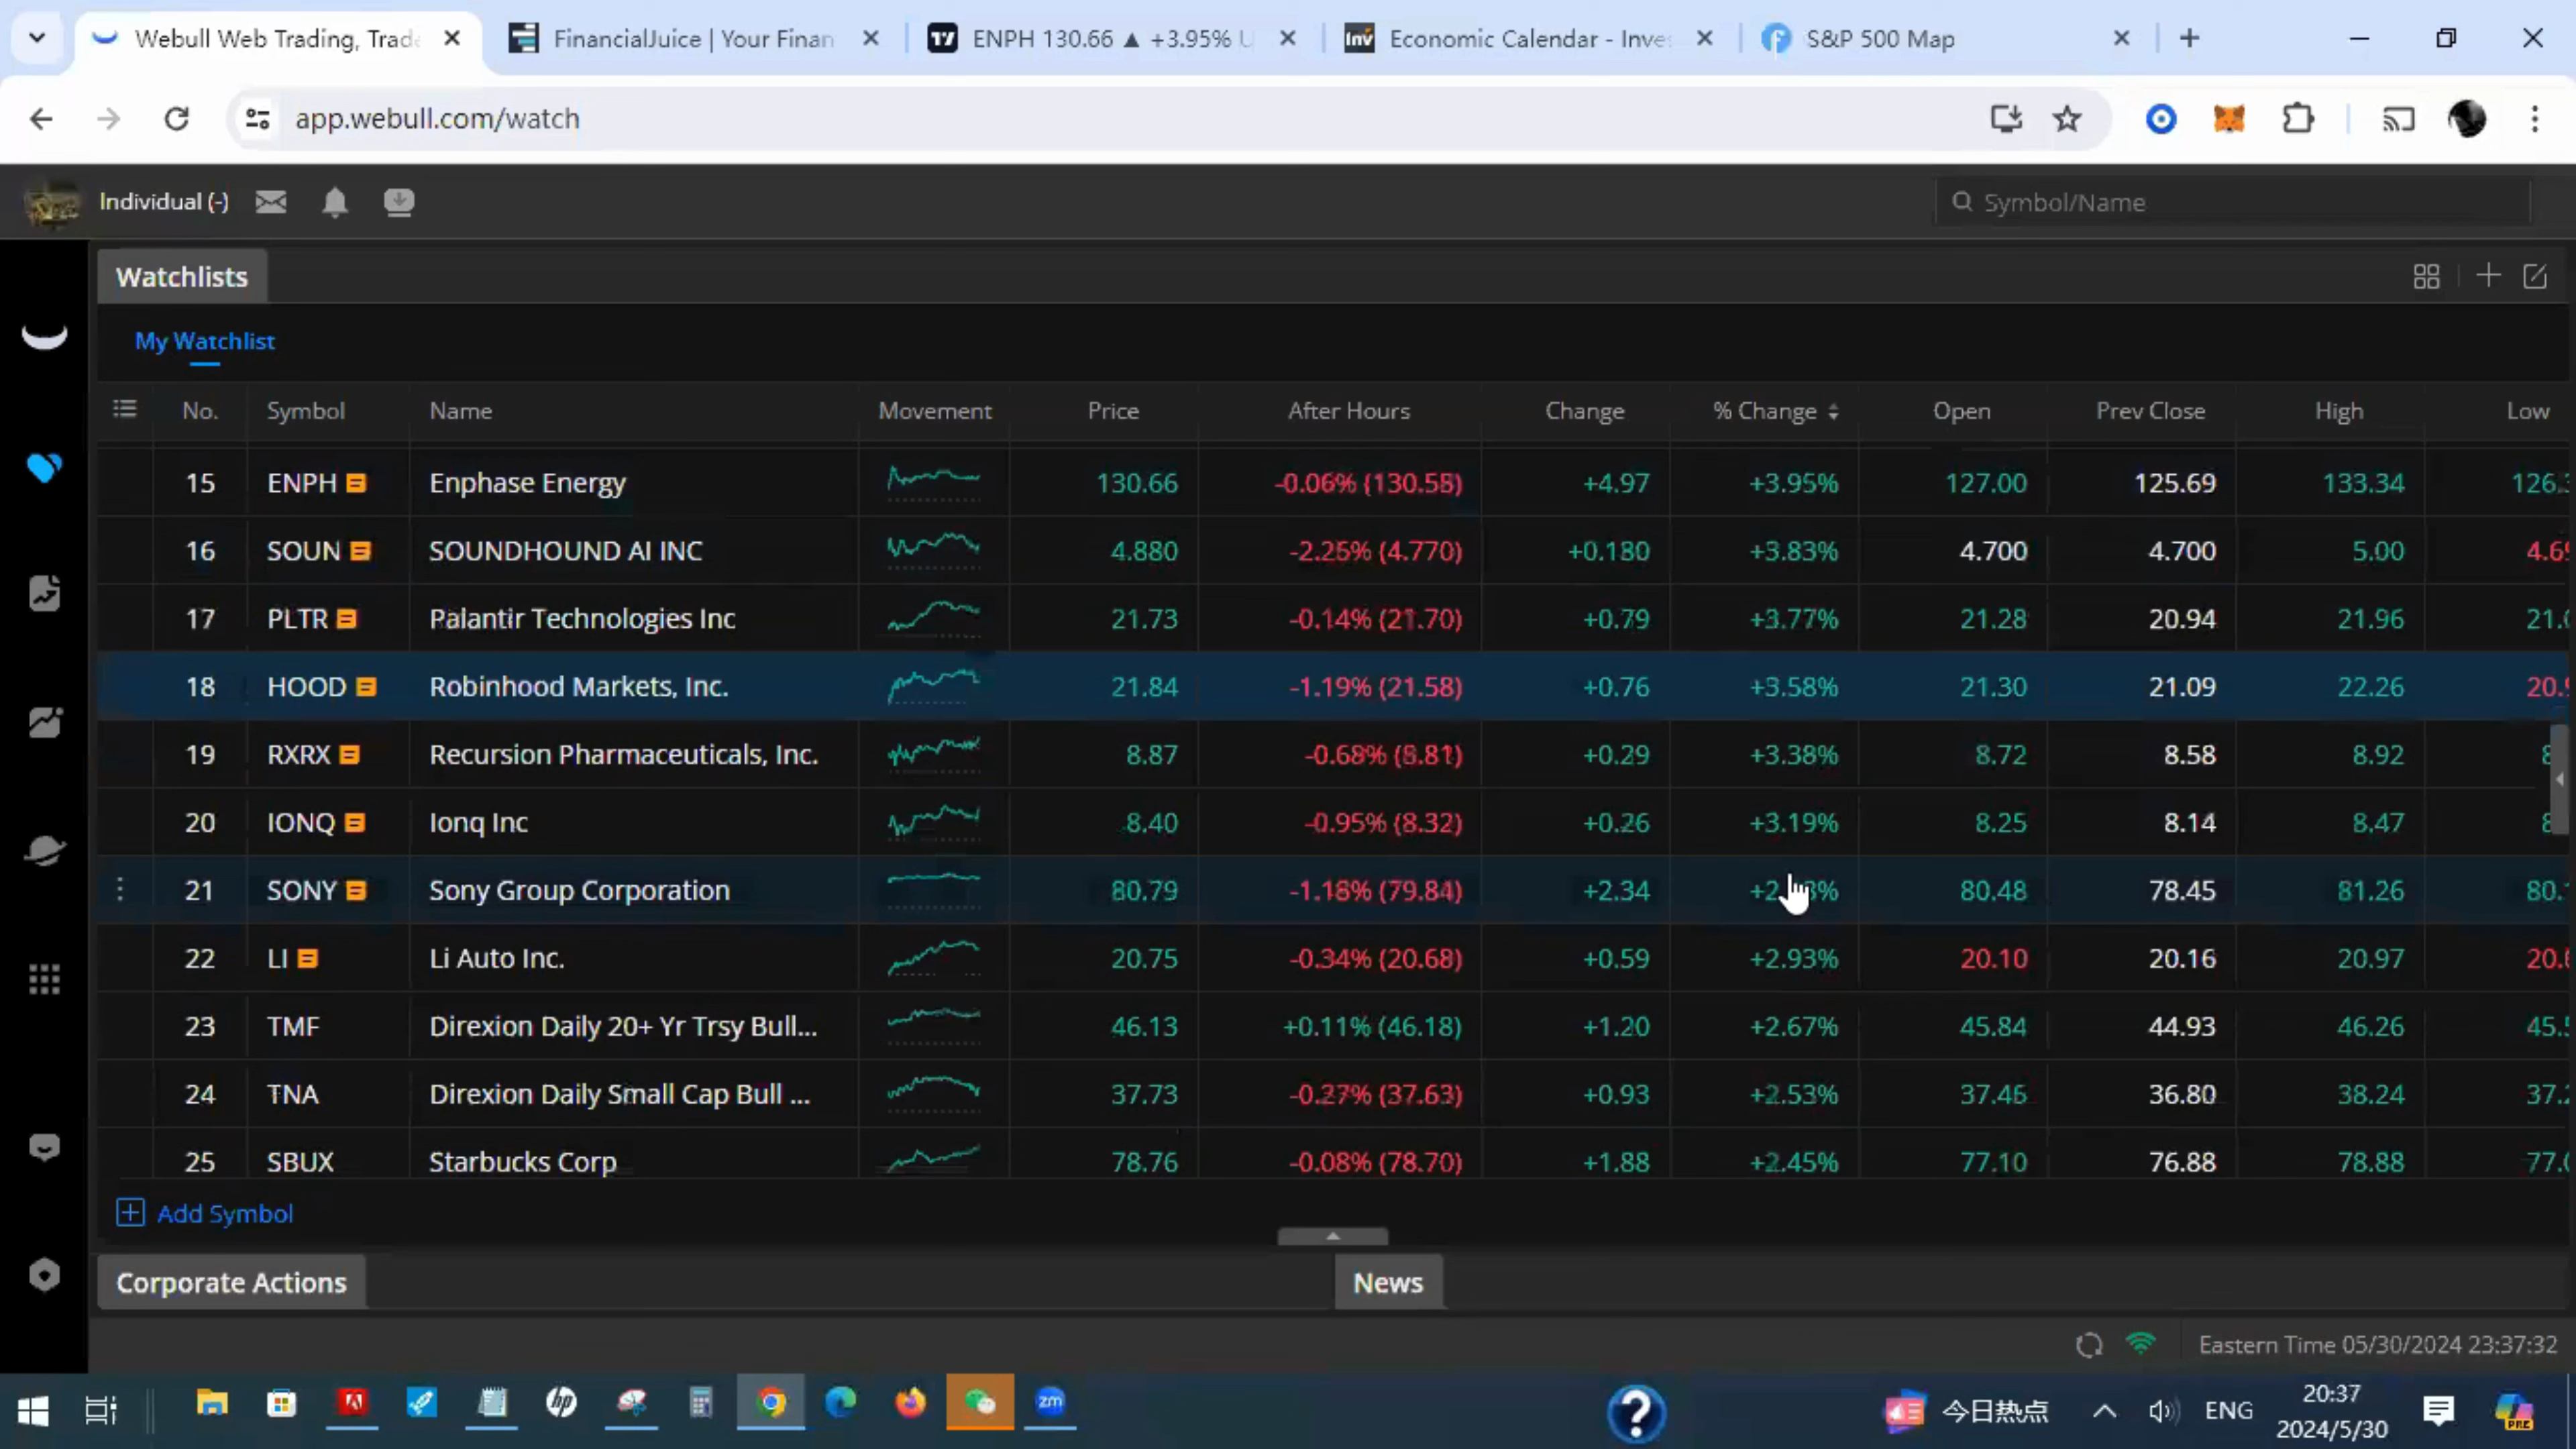 Webull Web Trading, Trade
FinancialJuice | Your Finan
ENPH 130.66 ▲ +3.95% U
Economic Calendar - Inves
S&P 500 Map
app.webull.com/watch
Individual (-)
Symbol/Name
Watchlists
My Watchlist
No. Symbol Name Movement Price After Hours Change % Change Open Prev Close High Low
15 ENPH Enphase Energy 130.66 -0.06% (130.58) +4.97 +3.95% 127.00 125.69 133.34 126.
16 SOUN SOUNDHOUND AI INC 4.880 -2.25% (4.770) +0.180 +3.83% 4.700 4.700 5.00 4.6
17 PLTR Palantir Technologies Inc 21.73 -0.14% (21.70) +0.79 +3.77% 21.28 20.94 21.96 21.
18 HOOD Robinhood Markets, Inc. 21.84 -1.19% (21.58) +0.76 +3.58% 21.30 21.09 22.26 20.
19 RXRX Recursion Pharmaceuticals, Inc. 8.87 -0.68% (8.81) +0.29 +3.38% 8.72 8.58 8.92
20 IONQ Ionq Inc 8.40 -0.95% (8.32) +0.26 +3.19% 8.25 8.14 8.47
21 SONY Sony Group Corporation 80.79 -1.18% (79.84) +2.34 80.48 78.45 81.26 80.
22 LI Li Auto Inc. 20.75 -0.34% (20.68) +0.59 +2.93% 20.10 20.16 20.97 20.
23 TMF Direxion Daily 20+ Yr Trsy Bull... 46.13 +0.11% (46.18) +1.20 +2.67% 45.84 44.93 46.26 45.
24 TNA Direxion Daily Small Cap Bull ... 37.73 -0.27% (37.63) +0.93 +2.53% 37.46 36.80 38.24 37.
25 SBUX Starbucks Corp 78.76 -0.08% (78.70) +1.88 +2.45% 77.10 76.88 78.88 77.
Add Symbol
Corporate Actions
News
Eastern Time 05/30/2024 23:37:32
今日热点
ENG
20:37
2024/5/30